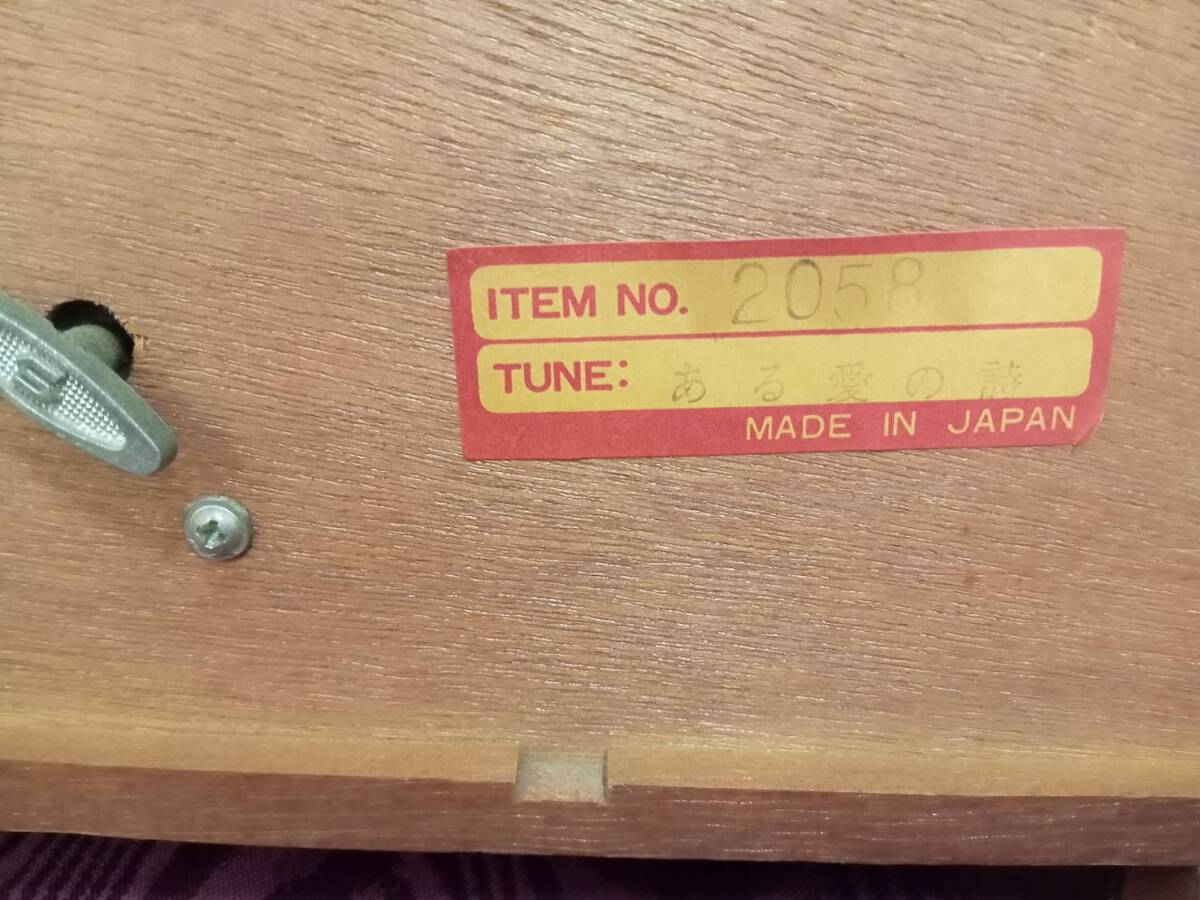 ITEM NO. 2058
TUNE: ある愛の詩
MADE IN JAPAN